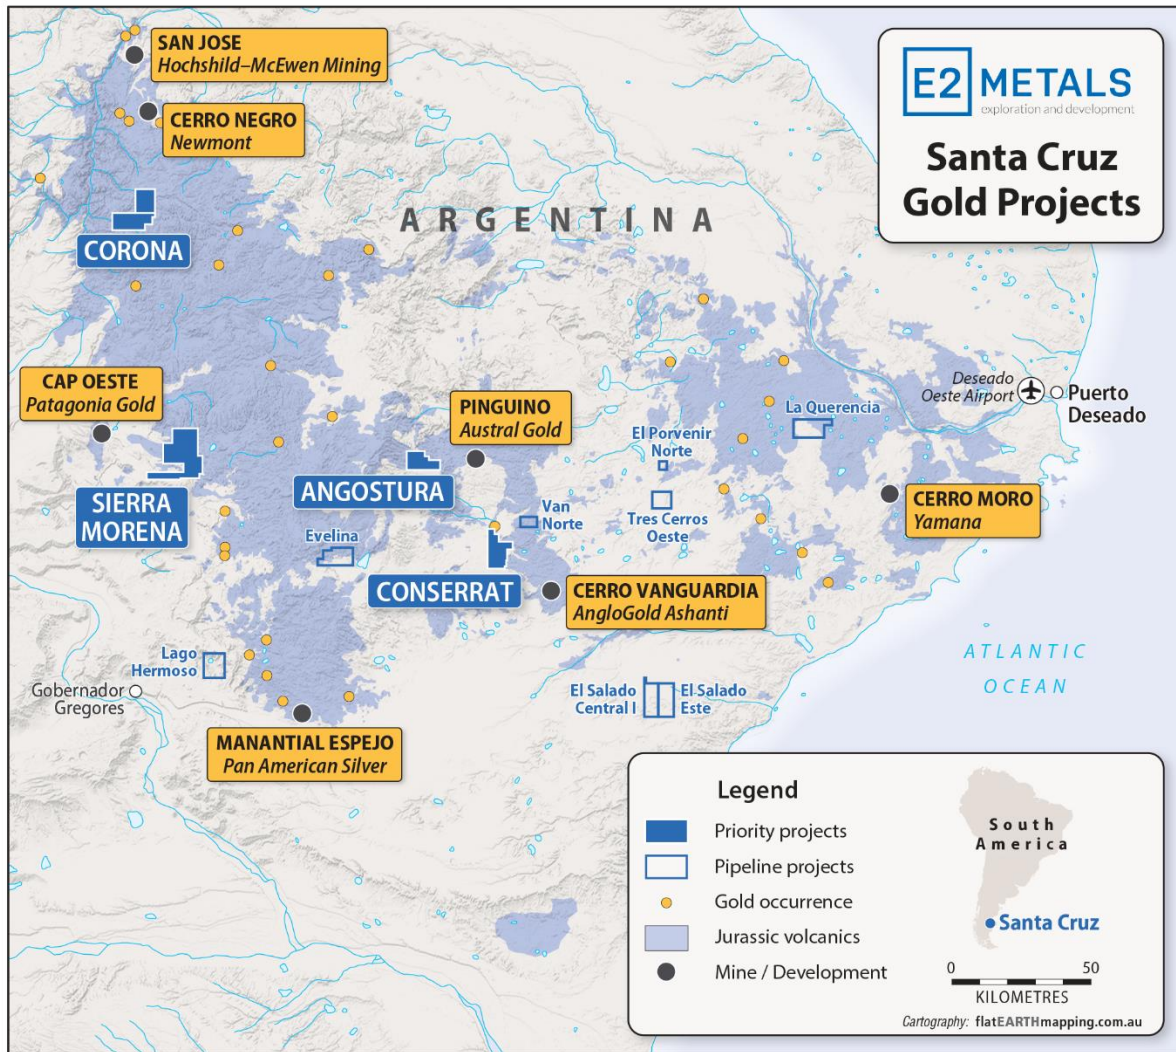 SAN JOSE
Hochshild–McEwen Mining
CERRO NEGRO
Newmont
E2 METALS
exploration and development
Santa Cruz
Gold Projects
ARGENTINA
CORONA
CAP OESTE
Patagonia Gold
PINGUINO
Austral Gold
Deseado
Oeste Airport
Puerto
Deseado
La Querencia
El Porvenir
Norte
SIERRA
MORENA
ANGOSTURA
Van
Norte
Tres Cerros
Oeste
CERRO MORO
Yamana
Evelina
CONSERRAT
CERRO VANGUARDIA
AngloGold Ashanti
Lago
Hermoso
Gobernador
Gregores
El Salado
Central I
El Salado
Este
ATLANTIC
OCEAN
MANANTIAL ESPEJO
Pan American Silver
Legend
Priority projects
Pipeline projects
Gold occurrence
Jurassic volcanics
Mine / Development
South
America
Santa Cruz
0 50
KILOMETRES
Cartography: flatEARTHmapping.com.au